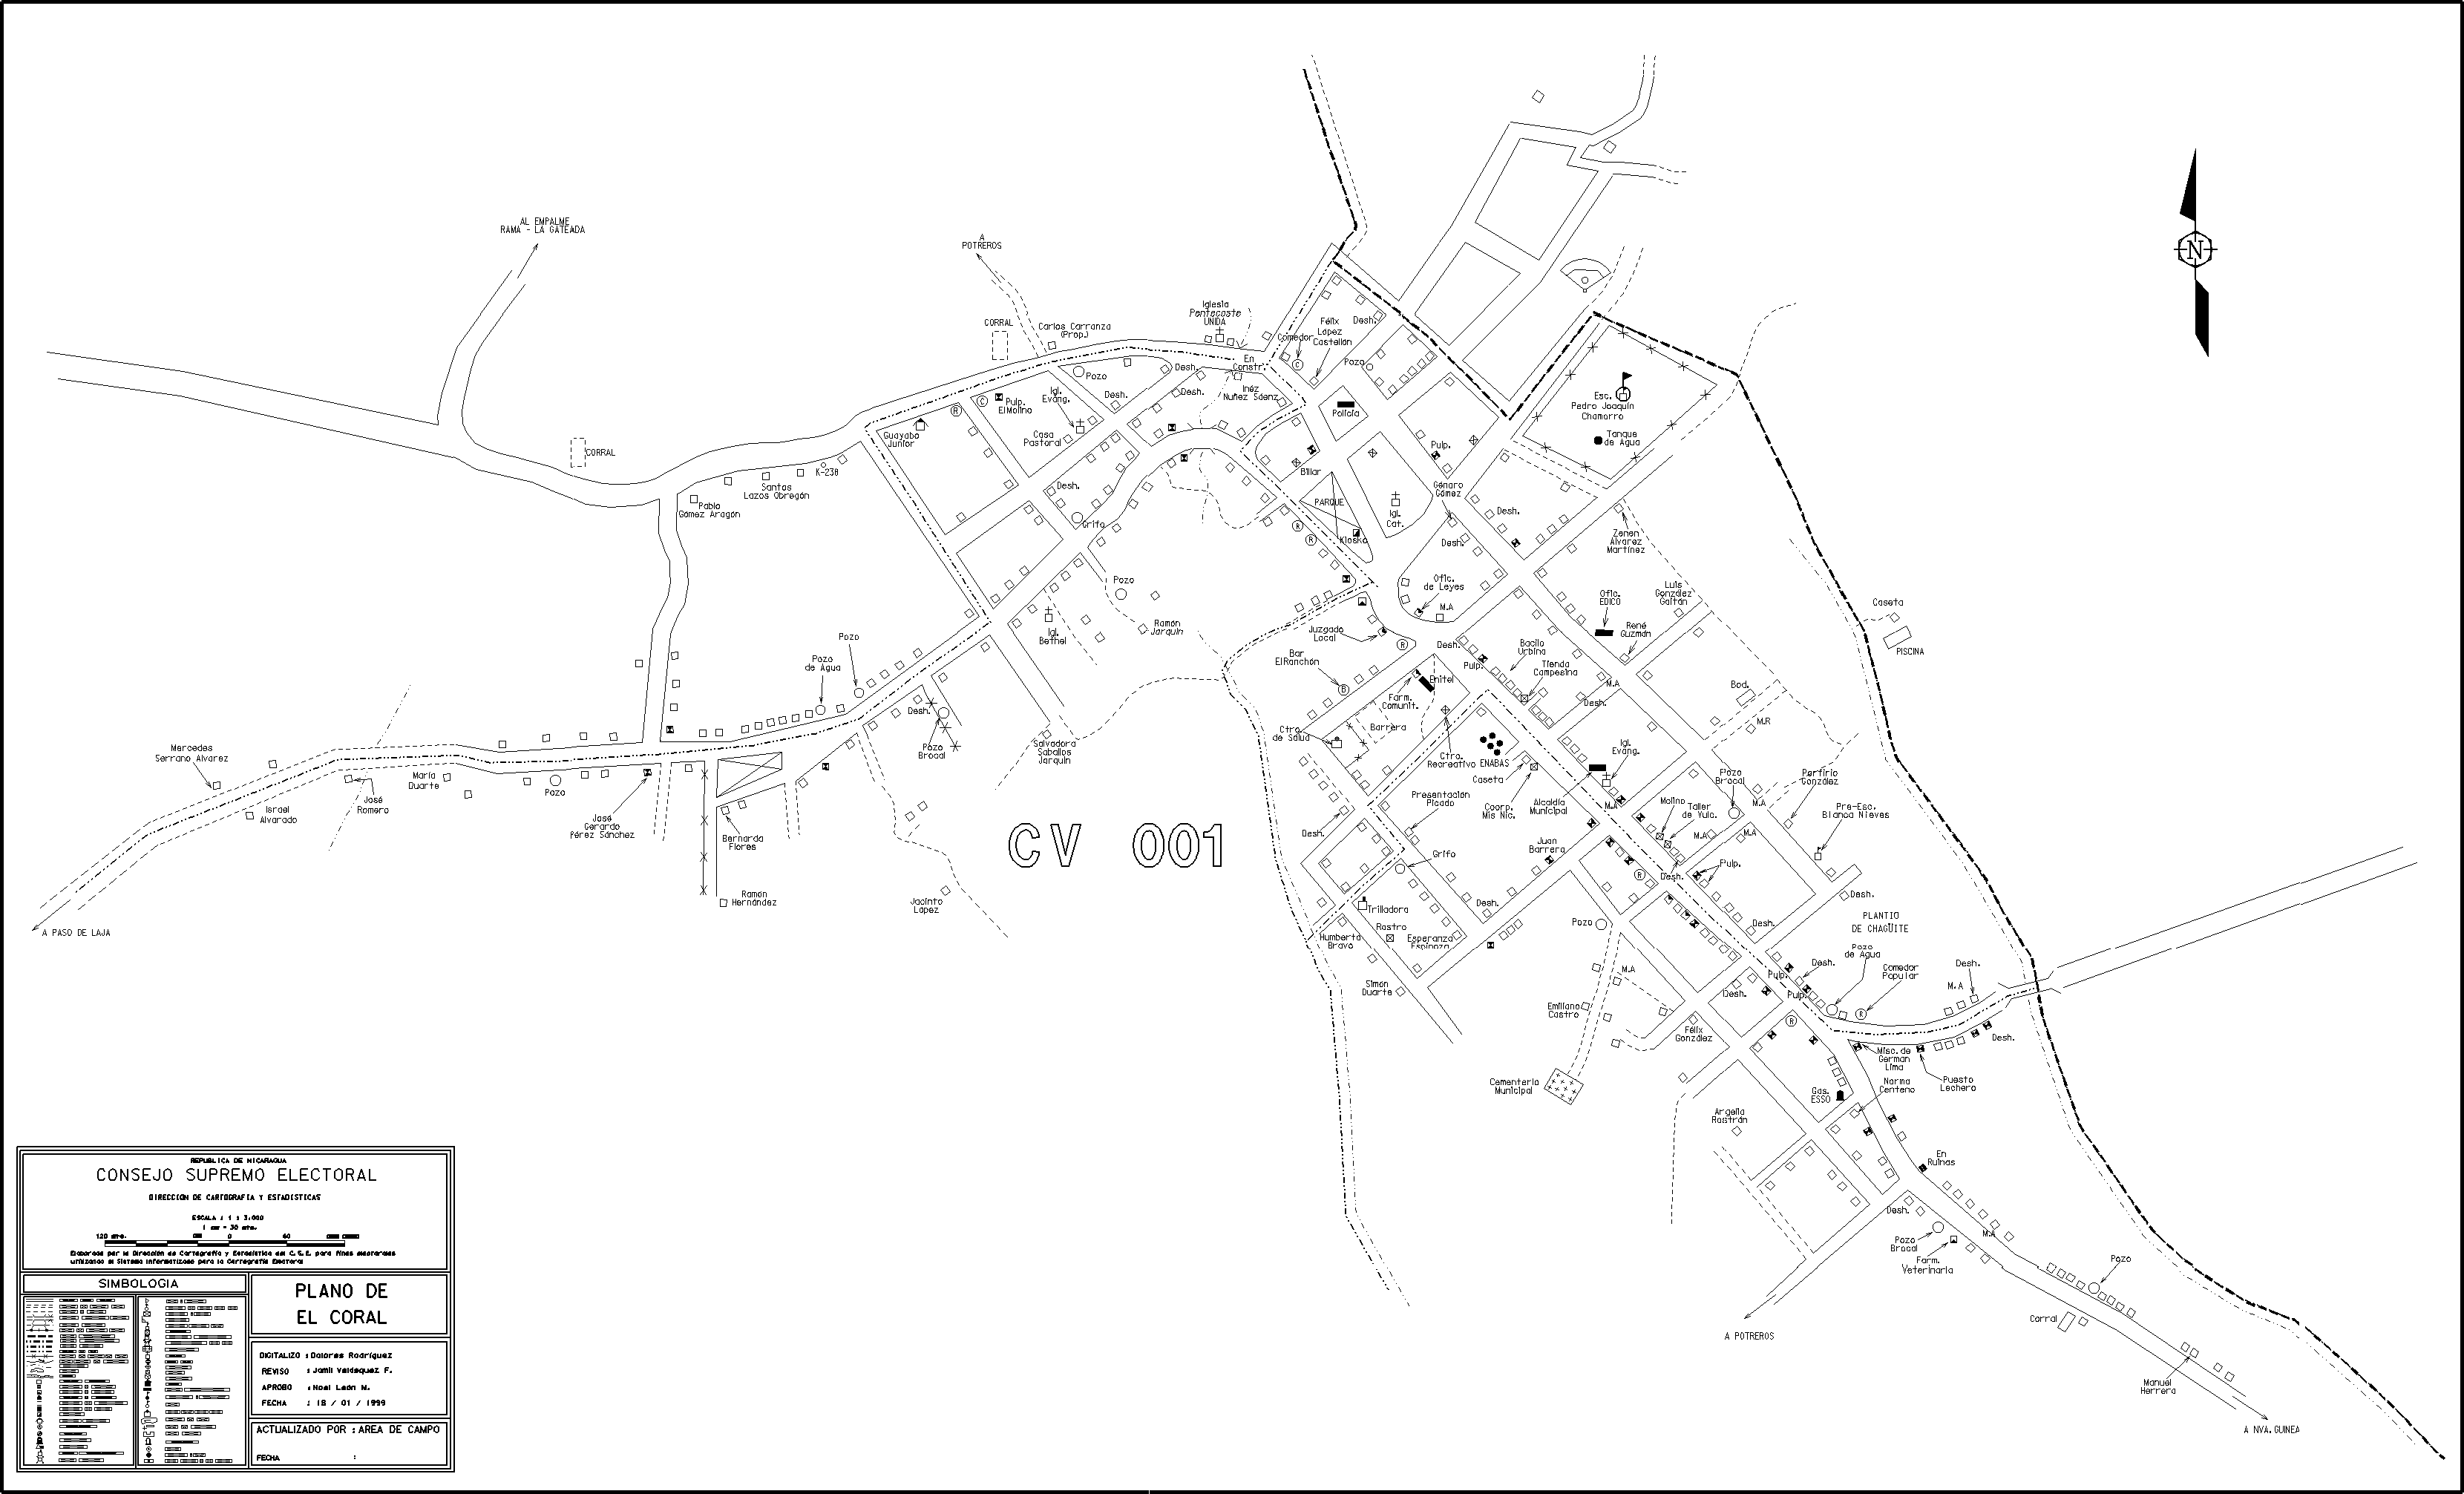 AL EMPALME
RAMA - LA GATEADA
A
POTREROS
CORRAL
Carlos Carranza
(Prop.)
Iglesia
Pentecoste
UNIDA
Comedor
Félix
López
Castellón
Desh.
Pozo
En
Constr.
Inéz
Nuñez Sáenz
Desh.
Desh.
Desh.
Pozo
Igl.
Evang.
Pulp.
El Molino
Casa
Pastoral
Guayabo
Junior
Policía
Pulp.
Billar
Esc.
Pedro Joaquín
Chamorro
Tanque
de Agua
N
CORRAL
K-238
Santos
Lazos Obregón
Pablo
Gómez Aragón
Desh.
Grifo
PARQUE
Kiosko
Igl.
Cat.
Génaro
Gómez
Desh.
Desh.
Zenen
Alvarez
Martínez
Pozo
Ramón
Jarquín
Igl.
Bethel
Ofic.
de Leyes
M.A
Juzgado
Local
Bar
El Ranchón
Ofic.
EDICO
Luis
González
Gaitán
René
Guzmán
Caseta
PISCINA
Desh.
Pulp.
Bacilo
Urbina
Tienda
Campesina
M.A
Desh.
Bod.
M.R
Enitel
Farm.
Comunit.
Barrera
Ctro.
de Salud
Ctro.
Recreativo
ENABAS
Caseta
Coorp.
Mis Nic.
Igl.
Evang.
Alcaldía
Municipal
M.A
Pozo
Pozo
de Agua
Desh.
Pozo
Brocal
Salvadora
Saballos
Jarquín
Mercedes
Serrano Alvarez
Israel
Alvarado
José
Romero
María
Duarte
Pozo
José
Gerardo
Pérez Sánchez
Bernarda
Flores
Ramón
Hernández
Jacinto
López
A PASO DE LAJA
CV 001
Desh.
Presentación
Picado
Grifo
Juan
Barrera
Molino
Taller
de Vulc.
Pozo
Brocal
M.A
M.A
M.A
Porfirio
González
Pre-Esc.
Blanca Nieves
Pulp.
Desh.
Desh.
Desh.
Desh.
PLANTIO
DE CHAGÜITE
Trilladora
Rastro
Esperanza
Espinoza
Humberto
Bravo
Simón
Duarte
Pozo
M.A
Emiliano
Castro
Félix
González
Cementerio
Municipal
Desh.
Pulp.
Pulp.
Desh.
Pozo
de Agua
Comedor
Popular
Desh.
M.A
Desh.
Misc. de
German
Lima
Puesto
Lechero
Norma
Centeno
Gas.
ESSO
Argelia
Rostrán
En
Ruinas
Desh.
M.A
Pozo
Brocal
Farm.
Veterinaria
Pozo
Corral
A POTREROS
Manuel
Herrera
A NVA. GUINEA
REPUBLICA DE NICARAGUA
CONSEJO SUPREMO ELECTORAL
DIRECCION DE CARTOGRAFIA Y ESTADISTICAS
ESCALA : 1 : 3,000
1 cm = 30 mts.
120 mts. 0 60
Elaborado por la Dirección de Cartografía y Estadística del C.S.E. para fines electorales
utilizando el Sistema Informatizado para la Cartografía Electoral
SIMBOLOGIA
PLANO DE
EL CORAL
DIGITALIZO : Dolores Rodríguez
REVISO : Jamil Velásquez F.
APROBO : Noel León M.
FECHA : 18 / 01 / 1999
ACTUALIZADO POR : AREA DE CAMPO
FECHA :